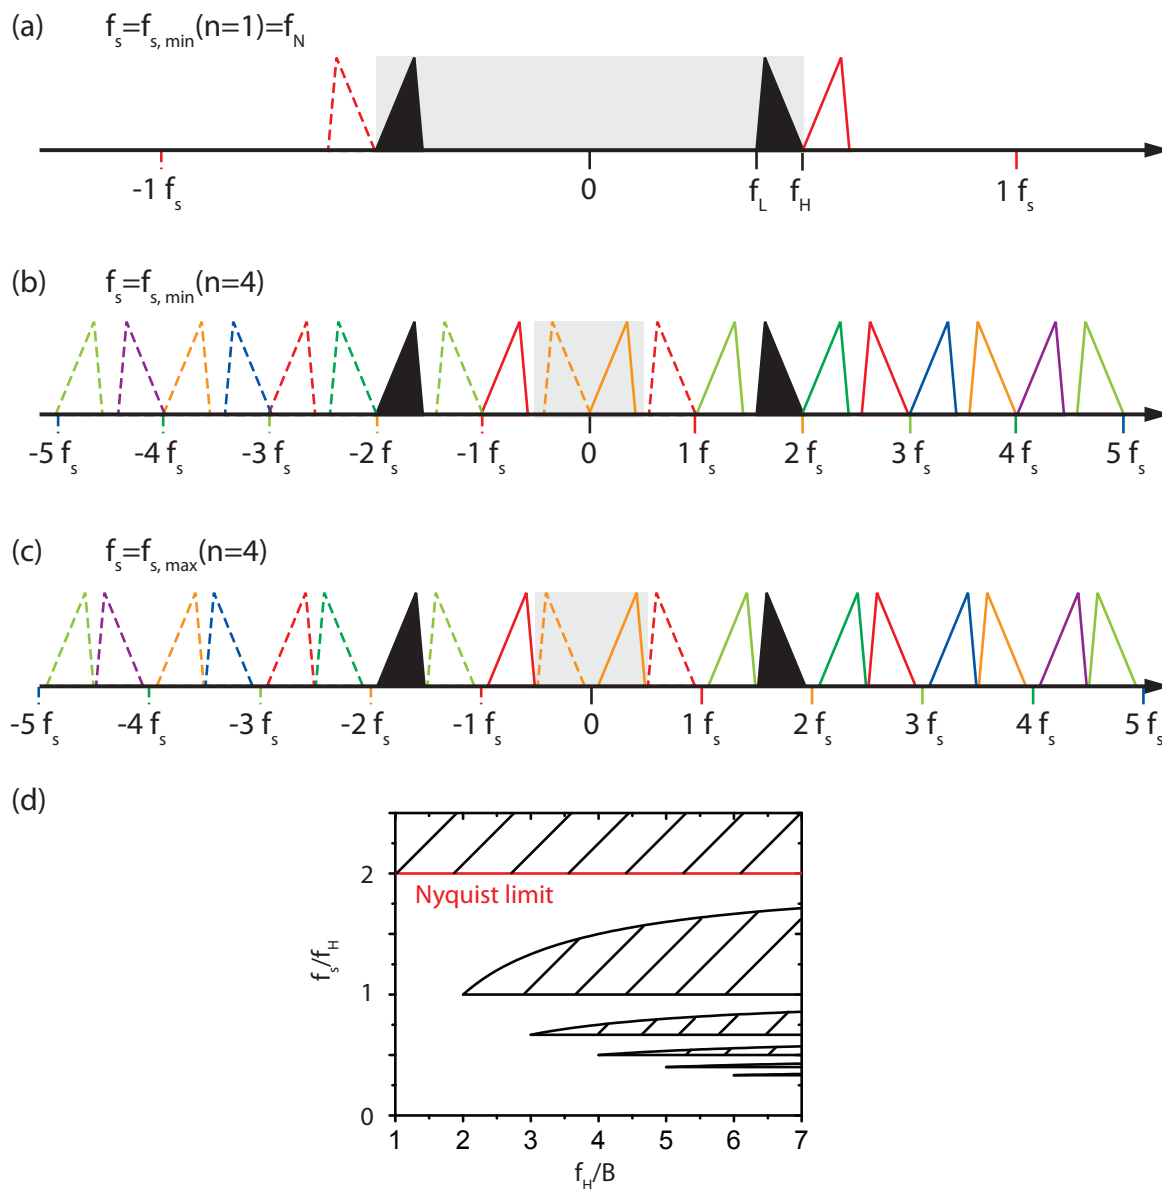 (a) f_s=f_s, min(n=1)=f_N
-1 f_s 0 f_L f_H 1 f_s
(b) f_s=f_s, min(n=4)
-5 f_s -4 f_s -3 f_s -2 f_s -1 f_s 0 1 f_s 2 f_s 3 f_s 4 f_s 5 f_s
(c) f_s=f_s, max(n=4)
-5 f_s -4 f_s -3 f_s -2 f_s -1 f_s 0 1 f_s 2 f_s 3 f_s 4 f_s 5 f_s
(d)
2
Nyquist limit
f_s/f_H
1
0
1 2 3 4 5 6 7
f_H/B